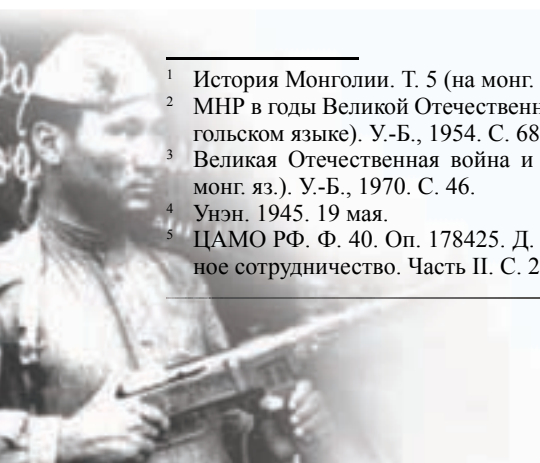 1 История Монголии. Т. 5 (на монг.
2 МНР в годы Великой Отечественн
гольском языке). У.-Б., 1954. С. 68
3 Великая Отечественная война и
монг. яз.). У.-Б., 1970. С. 46.
4 Унэн. 1945. 19 мая.
5 ЦАМО РФ. Ф. 40. Оп. 178425. Д.
ное сотрудничество. Часть II. С. 2